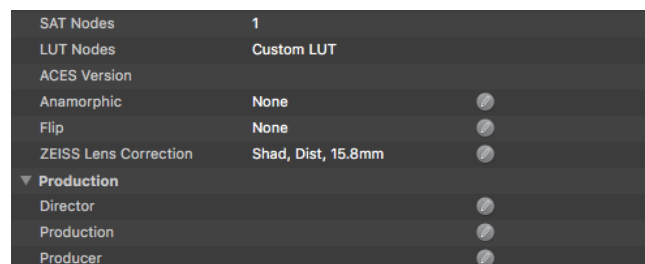 SAT Nodes 1
LUT Nodes Custom LUT
ACES Version
Anamorphic None
Flip None
ZEISS Lens Correction Shad, Dist, 15.8mm
Production
Director
Production
Producer